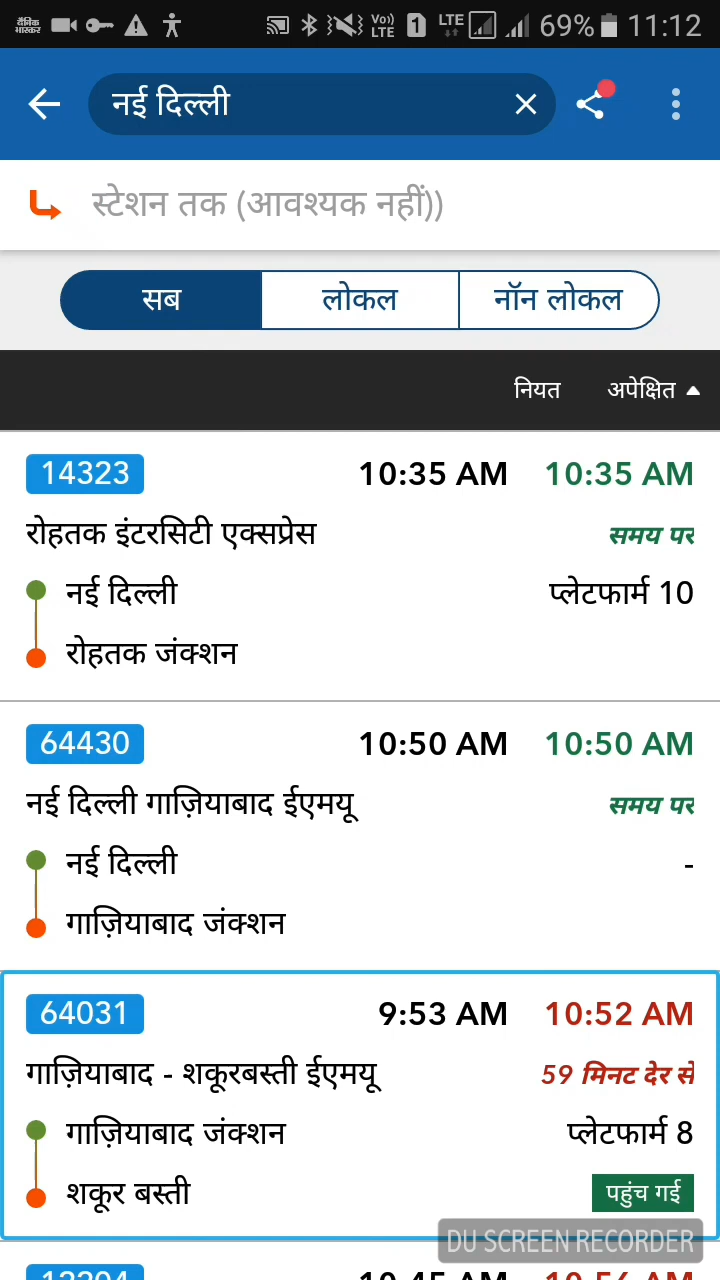 दैनिक भास्कर Vo)) LTE 1 LTE 69% 11:12
नई दिल्ली
स्टेशन तक (आवश्यक नहीं))
सब लोकल नॉन लोकल
नियत अपेक्षित
14323 10:35 AM 10:35 AM
रोहतक इंटरसिटी एक्सप्रेस समय पर
नई दिल्ली प्लेटफार्म 10
रोहतक जंक्शन
64430 10:50 AM 10:50 AM
नई दिल्ली गाज़ियाबाद ईएमयू समय पर
नई दिल्ली -
गाज़ियाबाद जंक्शन
64031 9:53 AM 10:52 AM
गाज़ियाबाद - शकूरबस्ती ईएमयू 59 मिनट देर से
गाज़ियाबाद जंक्शन प्लेटफार्म 8
शकूर बस्ती पहुंच गई
DU SCREEN RECORDER